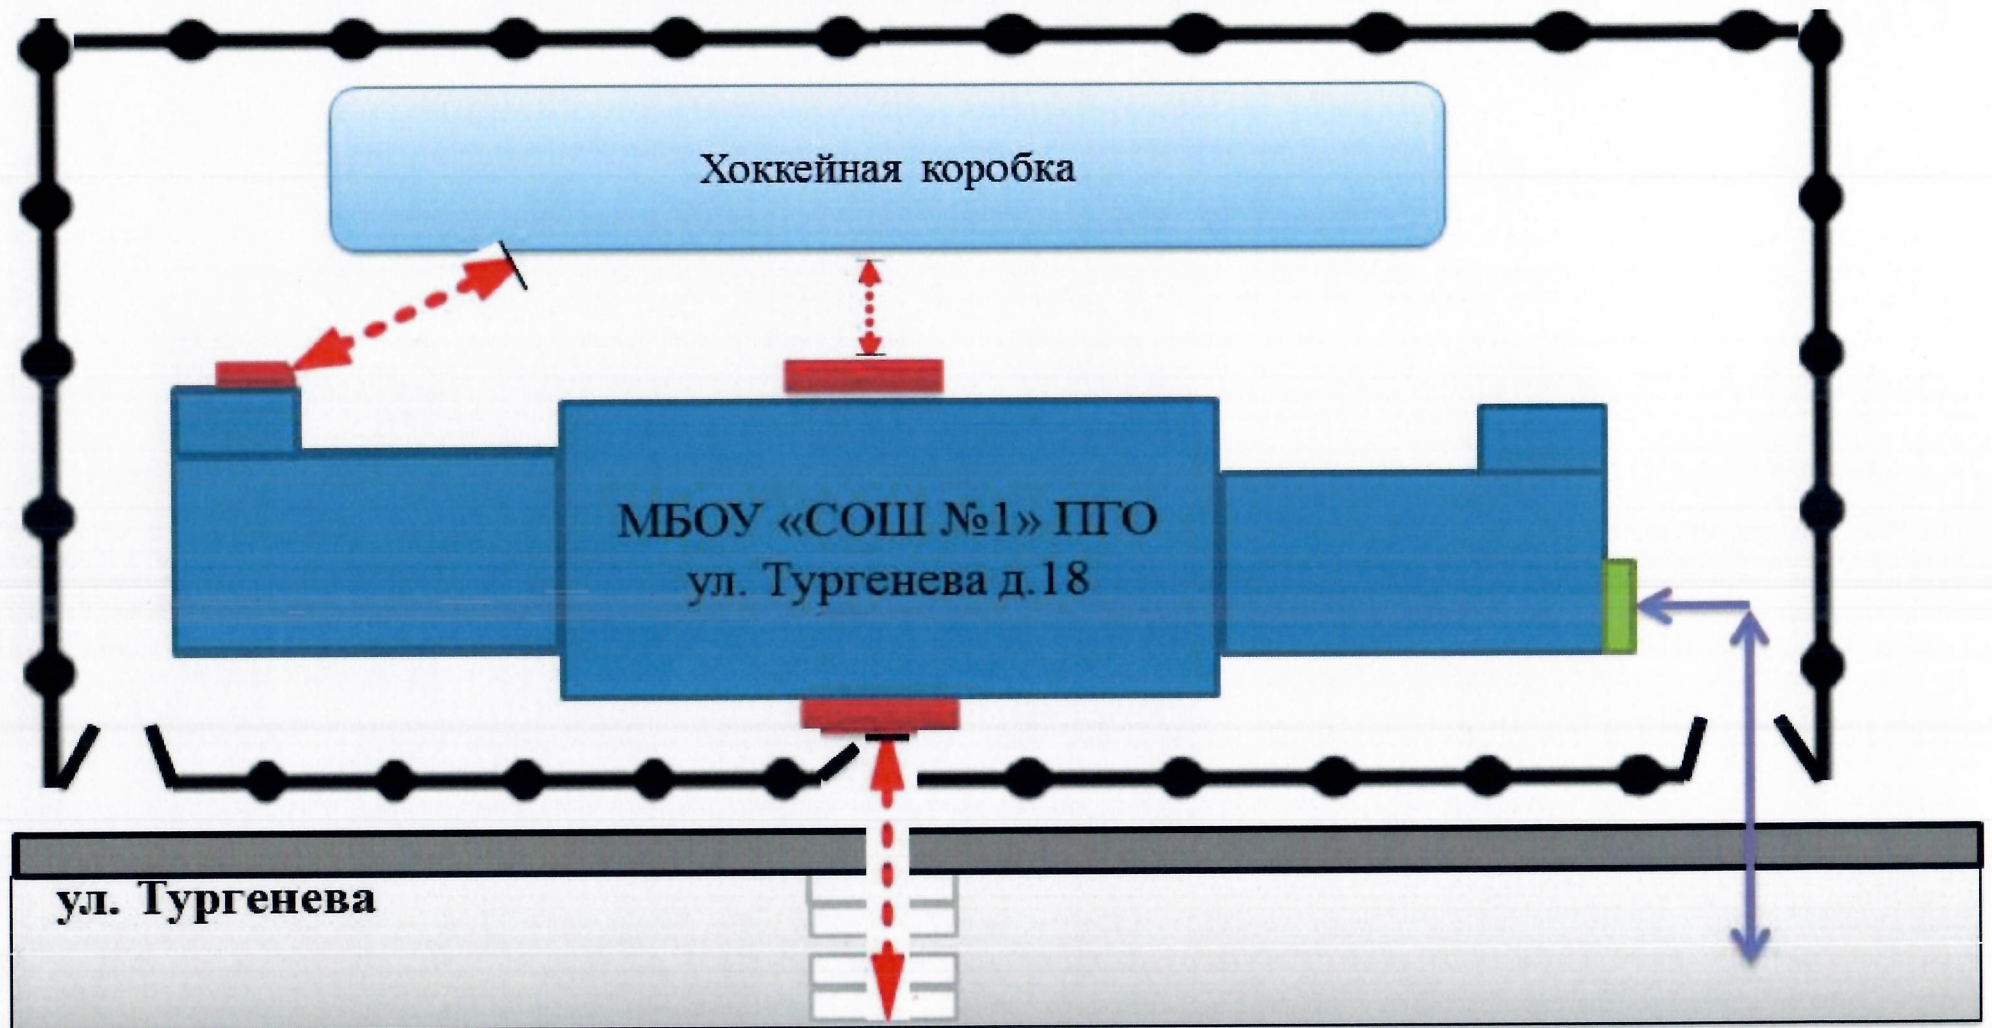 Хоккейная коробка
МБОУ «СОШ №1» ПГО
ул. Тургенева д.18
ул. Тургенева